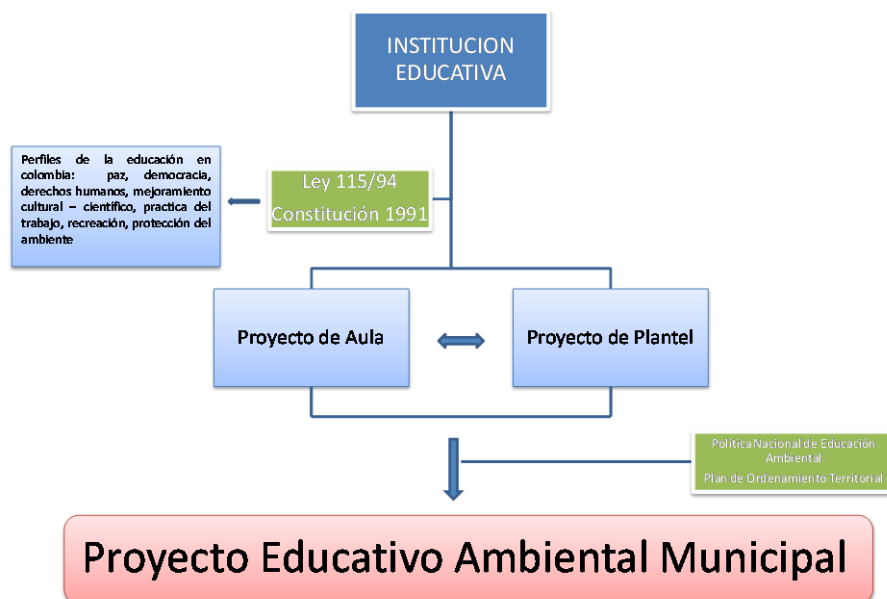 INSTITUCION
EDUCATIVA
Perfiles de la educación en
colombia: paz, democracia,
derechos humanos, mejoramiento
cultural – científico, practica del
trabajo, recreación, protección del
ambiente
Ley 115/94
Constitución 1991
Proyecto de Aula
Proyecto de Plantel
Política Nacional de Educación
Ambiental
Plan de Ordenamiento Territorial
Proyecto Educativo Ambiental Municipal